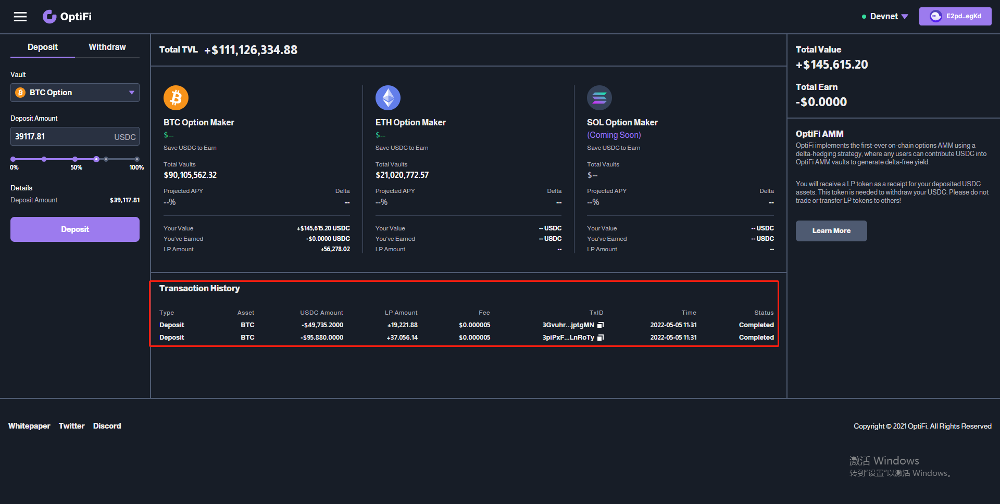 OptiFi
Devnet
E2pd..egKd
Deposit Withdraw
Vault
BTC Option
Deposit Amount
39117.81 USDC
0% 50% 100%
Details
Deposit Amount $39,117.81
Deposit
Total TVL +$111,126,334.88
BTC Option Maker
$--
Save USDC to Earn
Total Vaults
$90,105,562.32
Projected APY Delta
--% --
Your Value +$145,615.20 USDC
You've Earned -$0.0000 USDC
LP Amount +56,278.02
ETH Option Maker
$--
Save USDC to Earn
Total Vaults
$21,020,772.57
Projected APY Delta
--% --
Your Value -- USDC
You've Earned -- USDC
LP Amount --
SOL Option Maker
(Coming Soon)
Save USDC to Earn
Total Vaults
$--
Projected APY Delta
--% --
Your Value -- USDC
You've Earned -- USDC
LP Amount --
Transaction History
Type Asset USDC Amount LP Amount Fee TxID Time Status
Deposit BTC -$49,735.2000 +19,221.88 $0.000005 3Gvuhr...jptgMN 2022-05-05 11:31 Completed
Deposit BTC -$95,880.0000 +37,056.14 $0.000005 3piPxF...LnRoTy 2022-05-05 11:31 Completed
Total Value
+$145,615.20
Total Earn
-$0.0000
OptiFi AMM
OptiFi implements the first-ever on-chain options AMM using a
delta-hedging strategy, where any users can contribute USDC into
OptiFi AMM vaults to generate delta-free yield.
You will receive a LP token as a receipt for your deposited USDC
assets. This token is needed to withdraw your USDC. Please do not
trade or transfer LP tokens to others!
Learn More
Whitepaper Twitter Discord
Copyright © 2021 OptiFi. All Rights Reserved
激活 Windows
转到"设置"以激活 Windows。